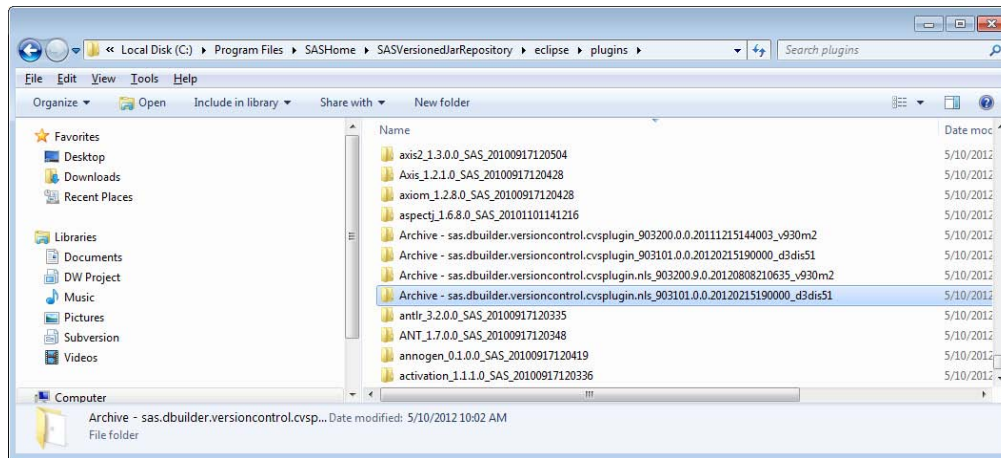 « Local Disk (C:) ▸ Program Files ▸ SASHome ▸ SASVersionedJarRepository ▸ eclipse ▸ plugins ▸
Search plugins
File Edit View Tools Help
Organize Open Include in library Share with New folder
Favorites
Desktop
Downloads
Recent Places
Libraries
Documents
DW Project
Music
Pictures
Subversion
Videos
Computer
Name Date moc
axis2_1.3.0.0_SAS_20100917120504 5/10/2012
Axis_1.2.1.0_SAS_20100917120428 5/10/2012
axiom_1.2.8.0_SAS_20100917120428 5/10/2012
aspectj_1.6.8.0_SAS_20101101141216 5/10/2012
Archive - sas.dbuilder.versioncontrol.cvsplugin_903200.0.0.20111215144003_v930m2 5/10/2012
Archive - sas.dbuilder.versioncontrol.cvsplugin_903101.0.0.20120215190000_d3dis51 5/10/2012
Archive - sas.dbuilder.versioncontrol.cvsplugin.nls_903200.9.0.20120808210635_v930m2 5/10/2012
Archive - sas.dbuilder.versioncontrol.cvsplugin.nls_903101.0.0.20120215190000_d3dis51 5/10/2012
antlr_3.2.0.0_SAS_20100917120335 5/10/2012
ANT_1.7.0.0_SAS_20100917120348 5/10/2012
annogen_0.1.0.0_SAS_20100917120419 5/10/2012
activation_1.1.1.0_SAS_20100917120336 5/10/2012
Archive - sas.dbuilder.versioncontrol.cvsp... Date modified: 5/10/2012 10:02 AM
File folder